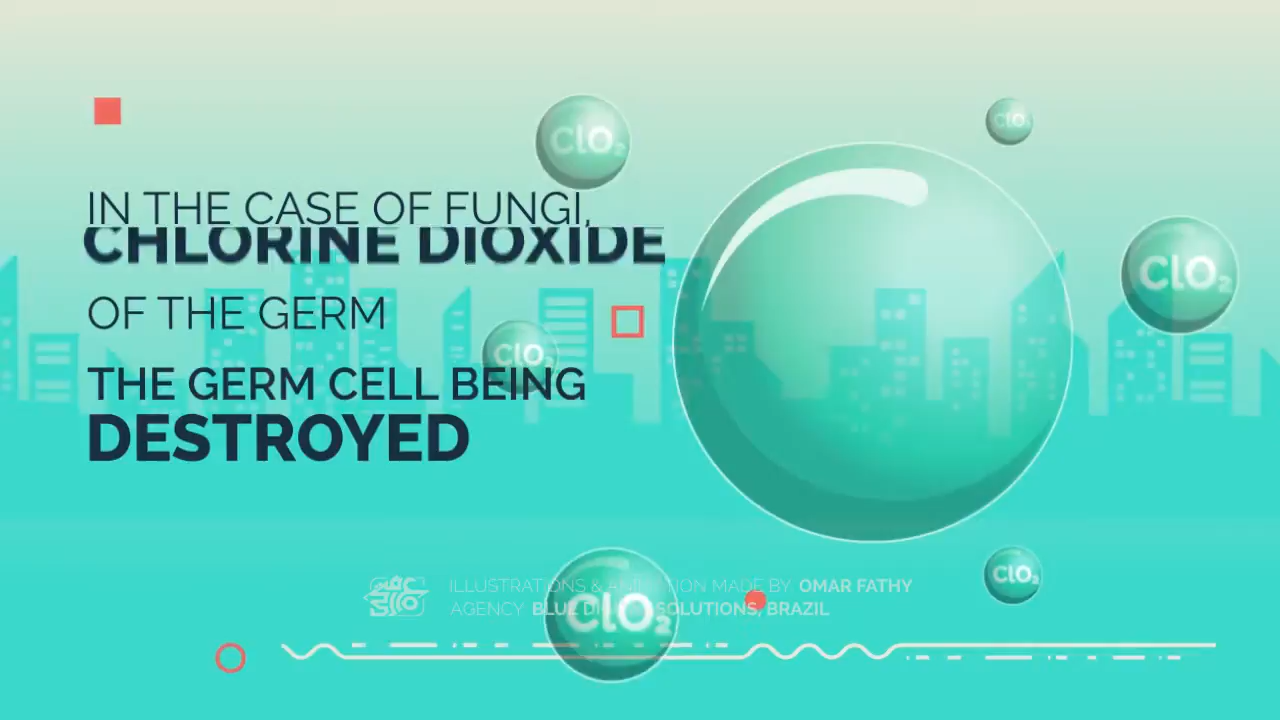 ClO₂
ClO₂
IN THE CASE OF FUNGI,
CHLORINE DIOXIDE
ClO₂
OF THE GERM
ClO₂
THE GERM CELL BEING
DESTROYED
ClO₂
ILLUSTRATIONS & ANIMATION MADE BY OMAR FATHY
AGENCY BLUE SOLUTIONS, BRAZIL
ClO₂